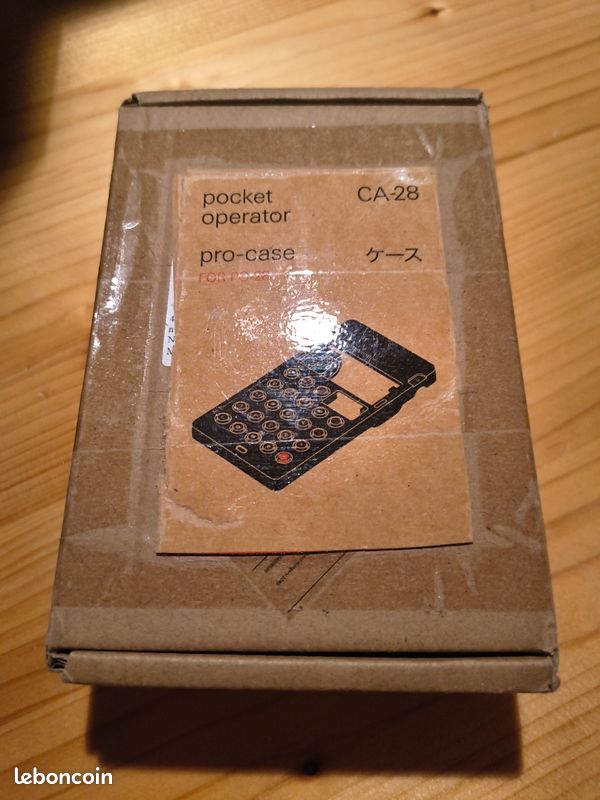 pocket
operator
CA-28
pro-case
ケース
FOR PO-28
leboncoin